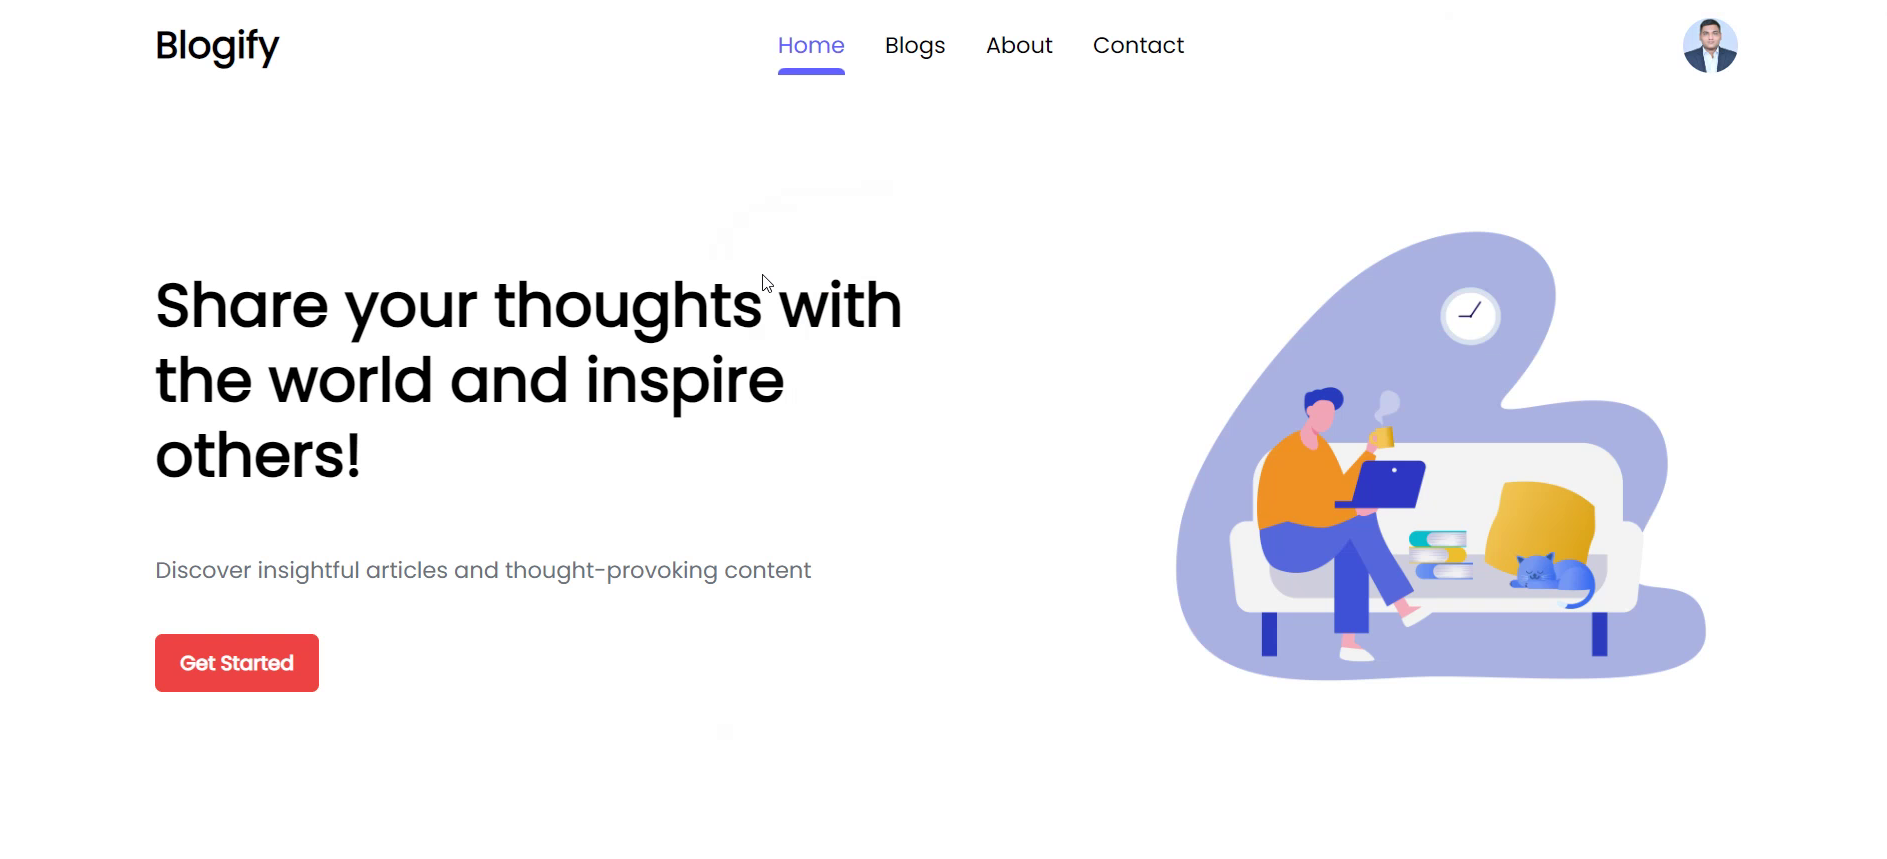 Blogify
Home Blogs About Contact
Share your thoughts with
the world and inspire
others!
Discover insightful articles and thought-provoking content
Get Started